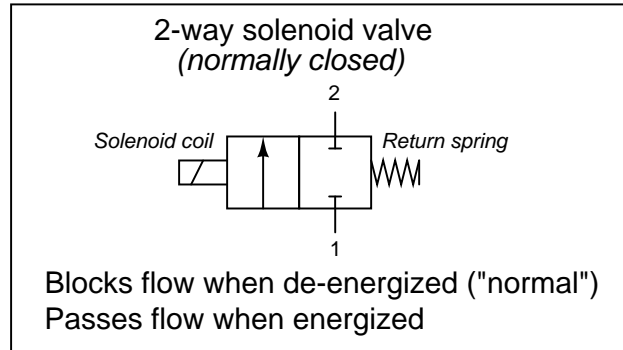 2-way solenoid valve
(normally closed)
2
Solenoid coil
Return spring
1
Blocks flow when de-energized ("normal")
Passes flow when energized